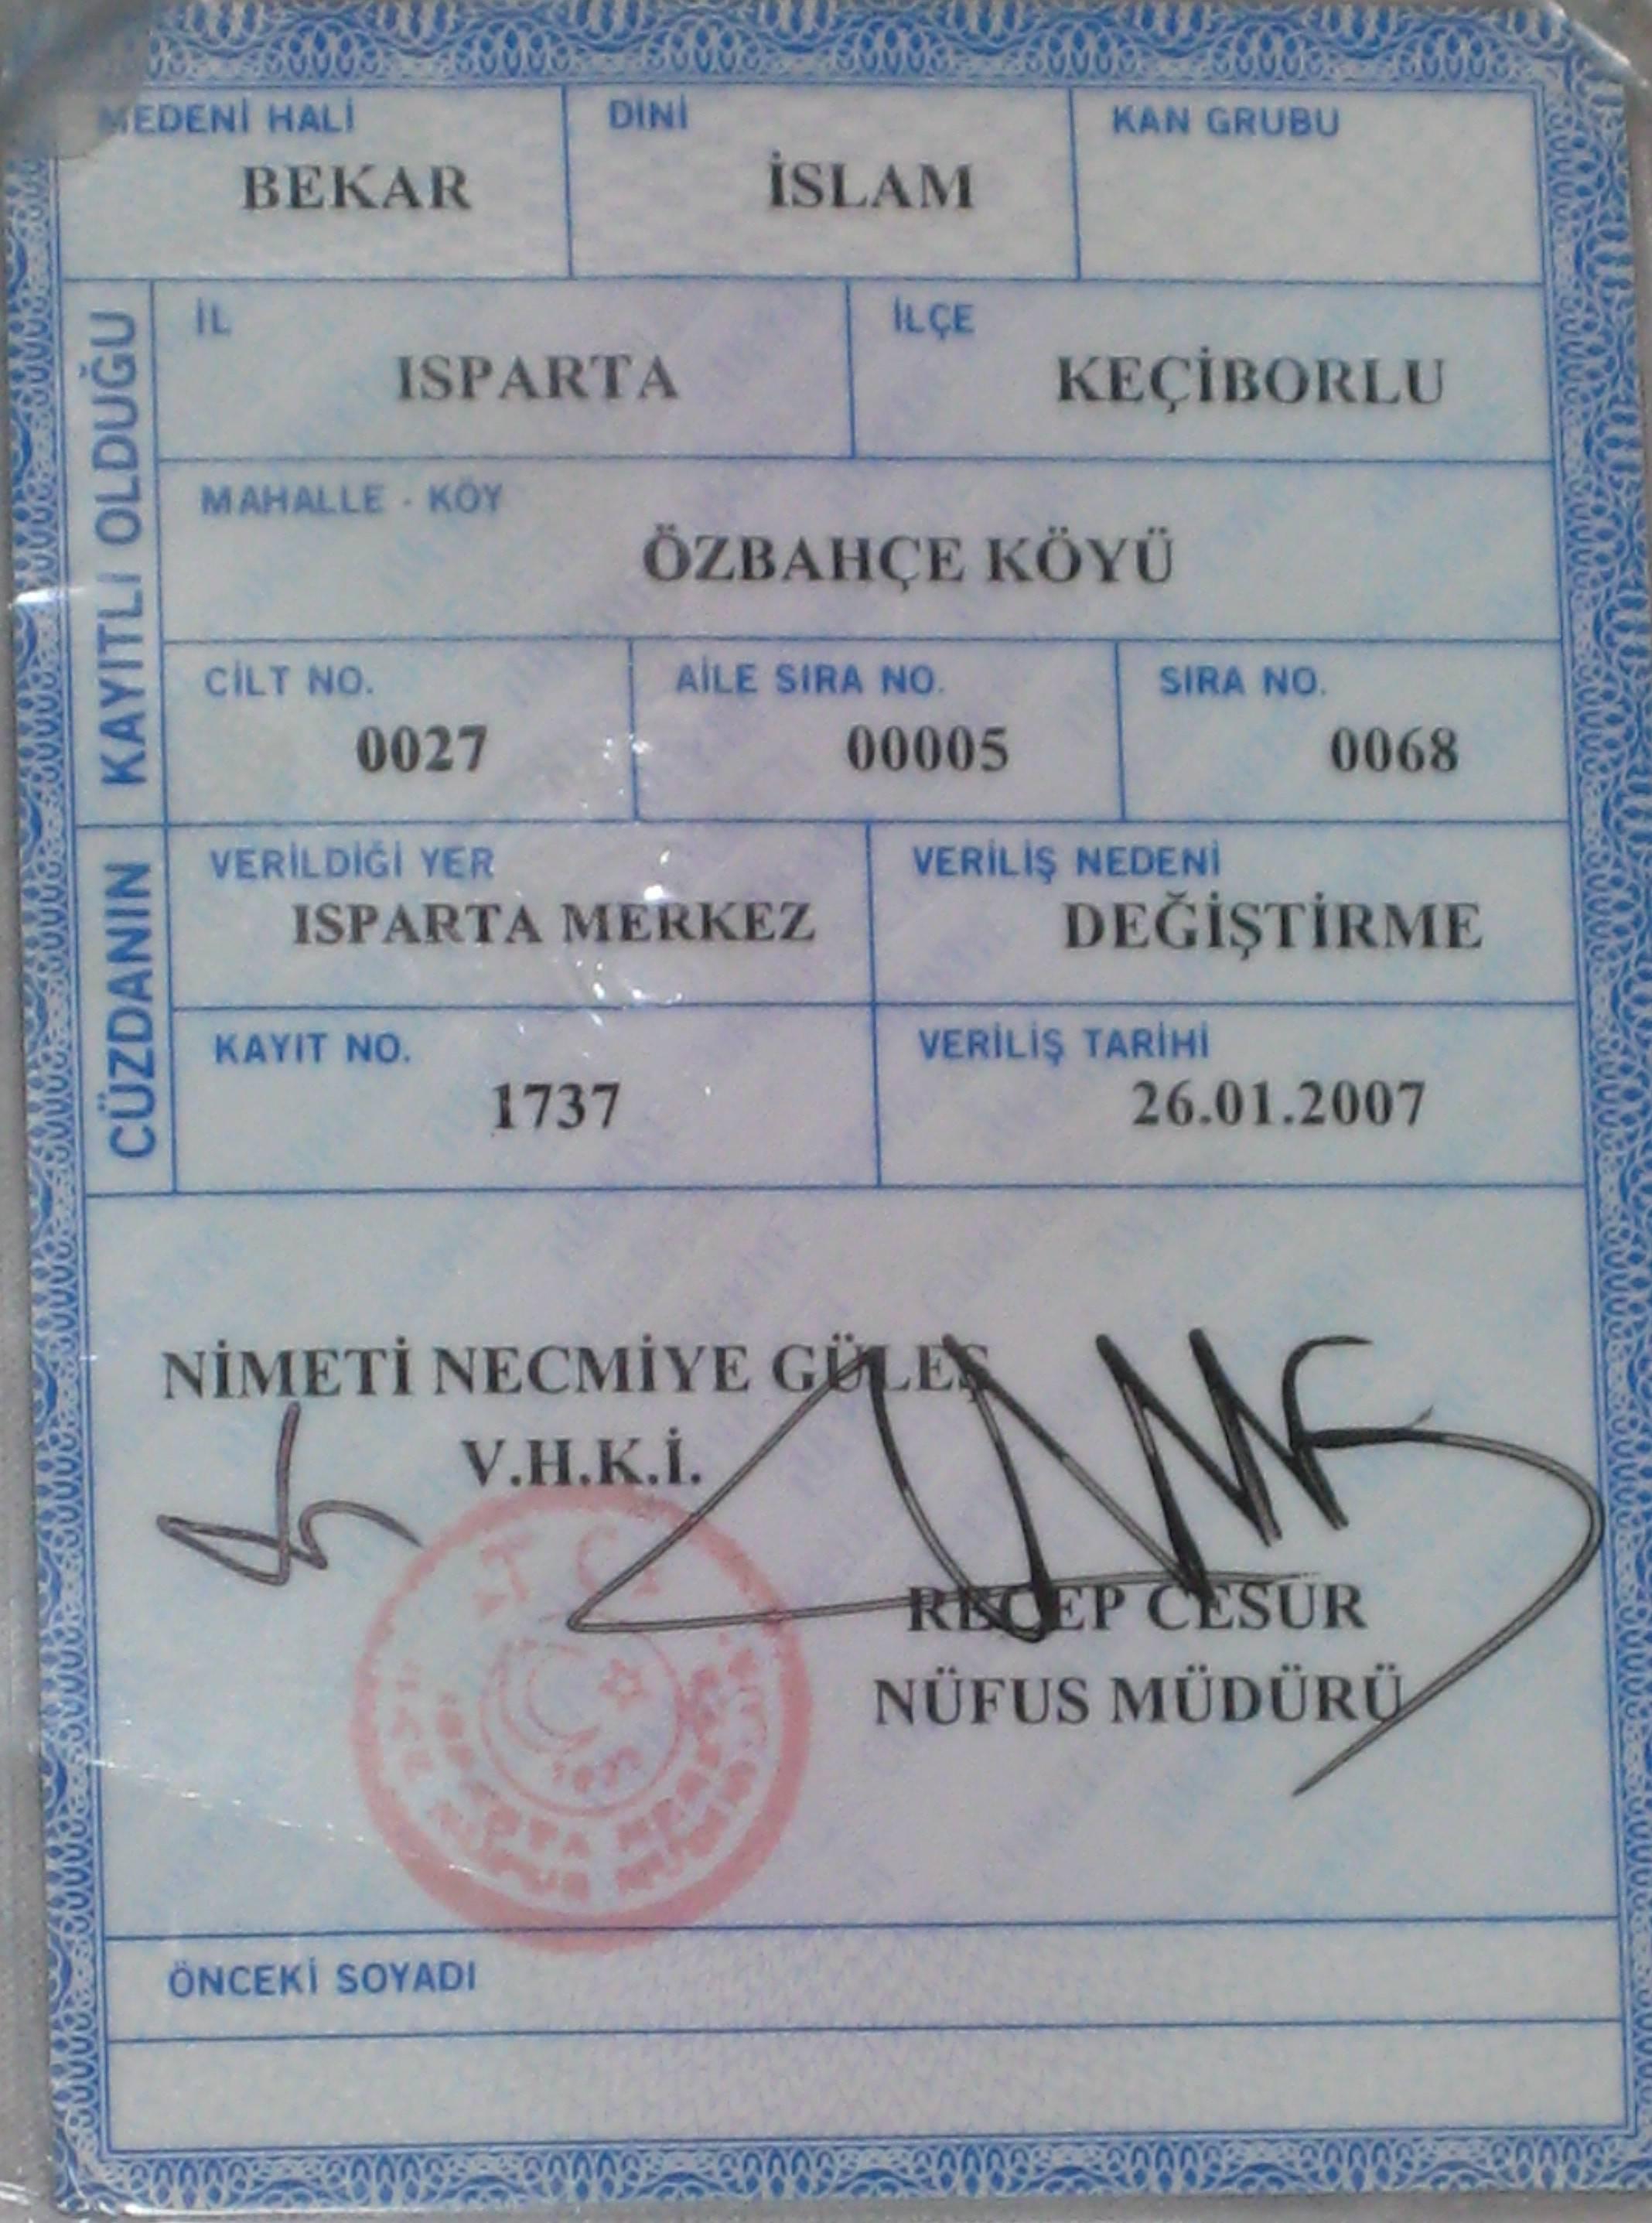 MEDENİ HALİ DİNİ KAN GRUBU
BEKAR İSLAM
KAYITLI OLDUĞU
İL İLÇE
ISPARTA KEÇİBORLU
MAHALLE - KÖY
ÖZBAHÇE KÖYÜ
CİLT NO. AİLE SIRA NO. SIRA NO.
0027 00005 0068
CÜZDANIN
VERİLDİĞİ YER VERİLİŞ NEDENİ
ISPARTA MERKEZ DEĞİŞTİRME
KAYIT NO. VERİLİŞ TARİHİ
1737 26.01.2007
NİMETİ NECMİYE GÜLEŞ
V.H.K.İ.
RECEP CESUR
NÜFUS MÜDÜRÜ
ÖNCEKİ SOYADI